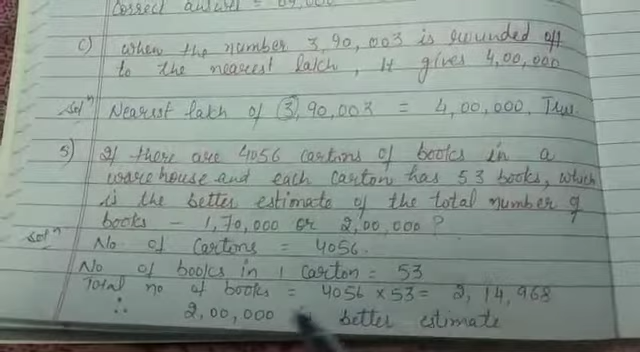 correct answer =
c) when the number 3,90,003 is rounded off
to the nearest lakh, it gives 4,00,000
Solⁿ Nearest lakh of 3,90,003 = 4,00,000. True
5) If there are 4056 cartons of books in a
warehouse and each carton has 53 books, which
is the better estimate of the total number of
books - 1,70,000 or 2,00,000?
Solⁿ No of Cartons = 4056.
No of books in 1 carton = 53
Total no of books = 4056 × 53 = 2,14,968
∴ 2,00,000 better estimate